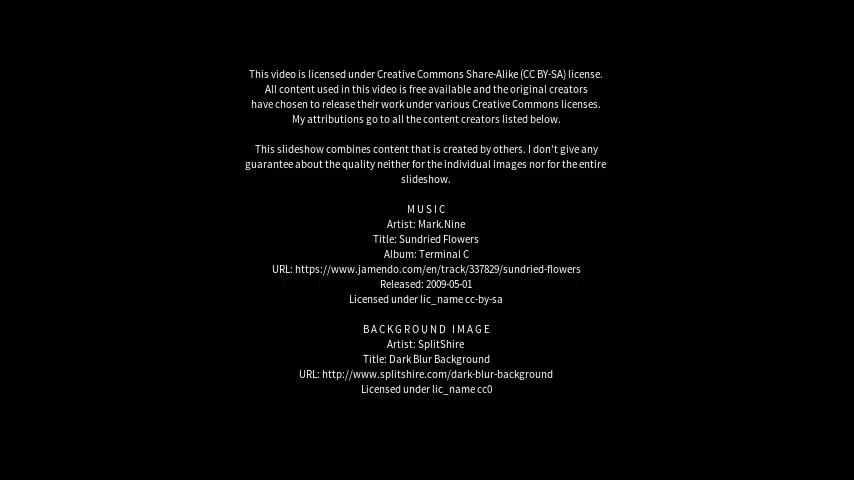 This video is licensed under Creative Commons Share-Alike (CC BY-SA) license.
All content used in this video is free available and the original creators
have chosen to release their work under various Creative Commons licenses.
My attributions go to all the content creators listed below.
This slideshow combines content that is created by others. I don't give any
guarantee about the quality neither for the individual images nor for the entire
slideshow.
MUSIC
Artist: Mark.Nine
Title: Sundried Flowers
Album: Terminal C
URL: https://www.jamendo.com/en/track/337829/sundried-flowers
Released: 2009-05-01
Licensed under lic_name cc-by-sa
BACKGROUND IMAGE
Artist: SplitShire
Title: Dark Blur Background
URL: http://www.splitshire.com/dark-blur-background
Licensed under lic_name cc0